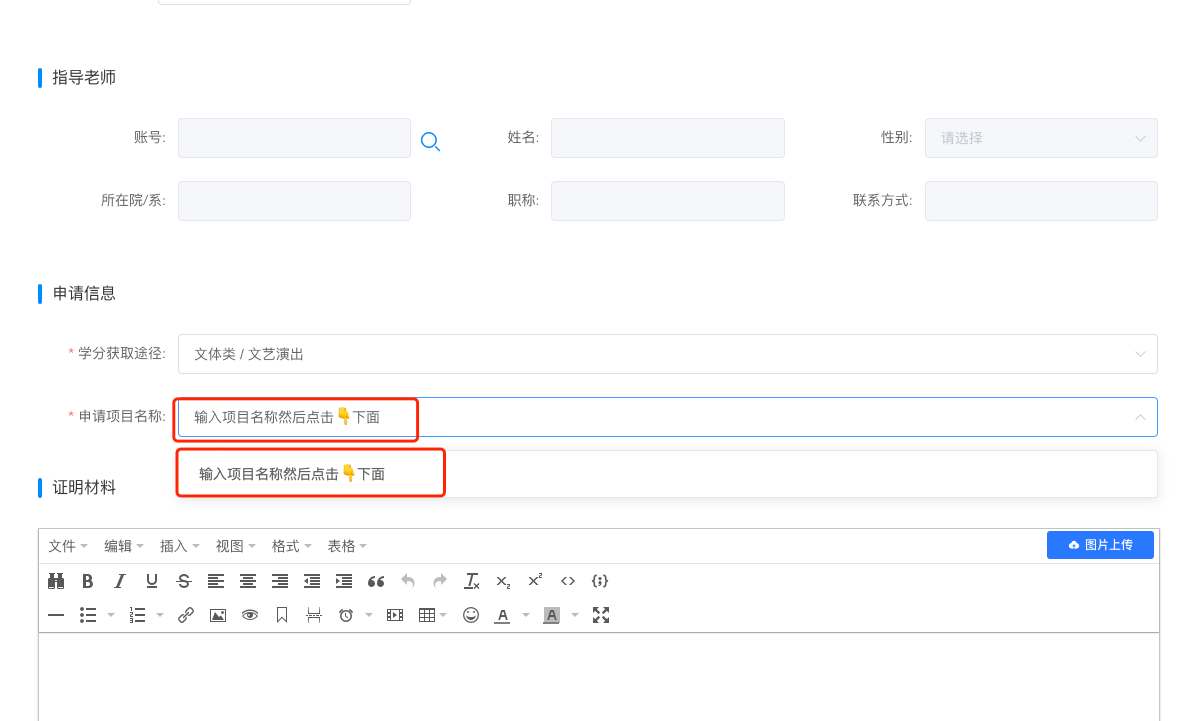 指导老师
账号:
姓名:
性别: 请选择
所在院/系:
职称:
联系方式:
申请信息
* 学分获取途径: 文体类 / 文艺演出
* 申请项目名称: 输入项目名称然后点击👇下面
输入项目名称然后点击👇下面
证明材料
文件 编辑 插入 视图 格式 表格 图片上传